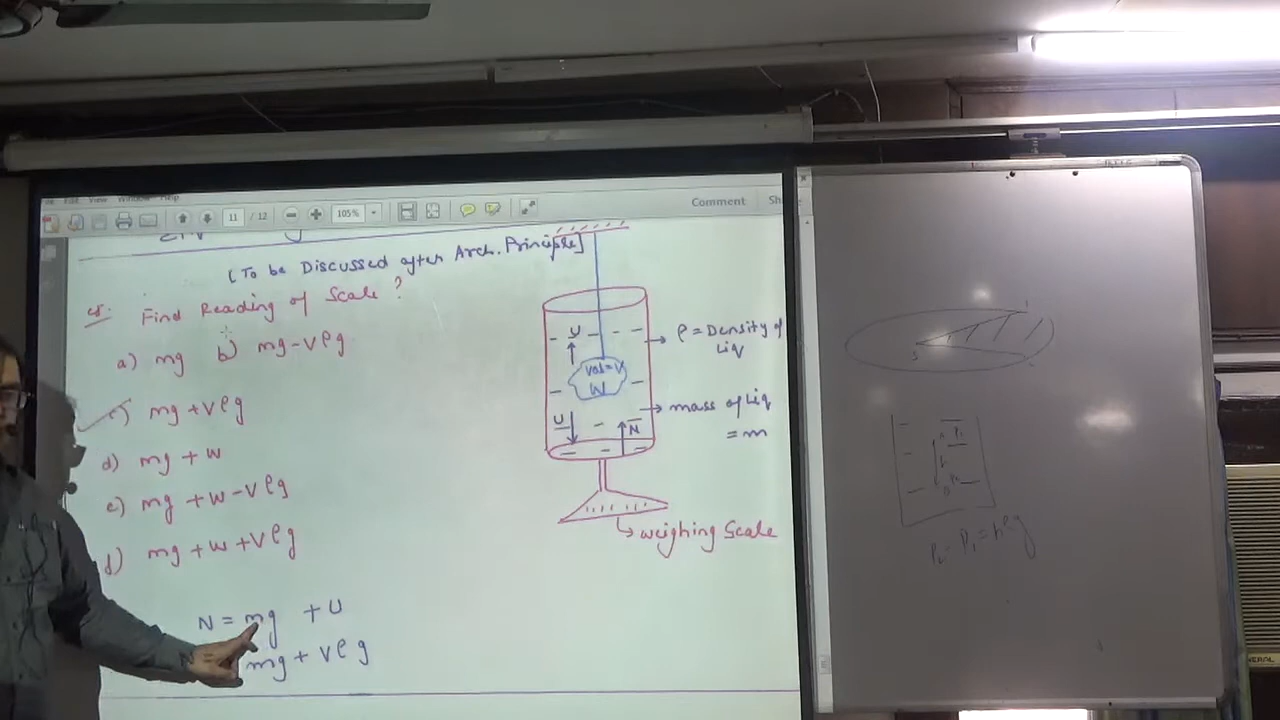 Edit View Window Help
11 / 12 105% Comment
[To be Discussed after Arch. Principle]
Find Reading of Scale ?
a) mg b) mg - Vρg
c) mg + Vρg
d) mg + W
e) mg + W - Vρg
d) mg + W + Vρg
N = mg + U
mg + Vρg
U
vol = V
W
U
N
ρ = Density of
Liq
mass of Liq
= m
weighing Scale
P₁
h
P₂
P₂ - P₁ = hρg